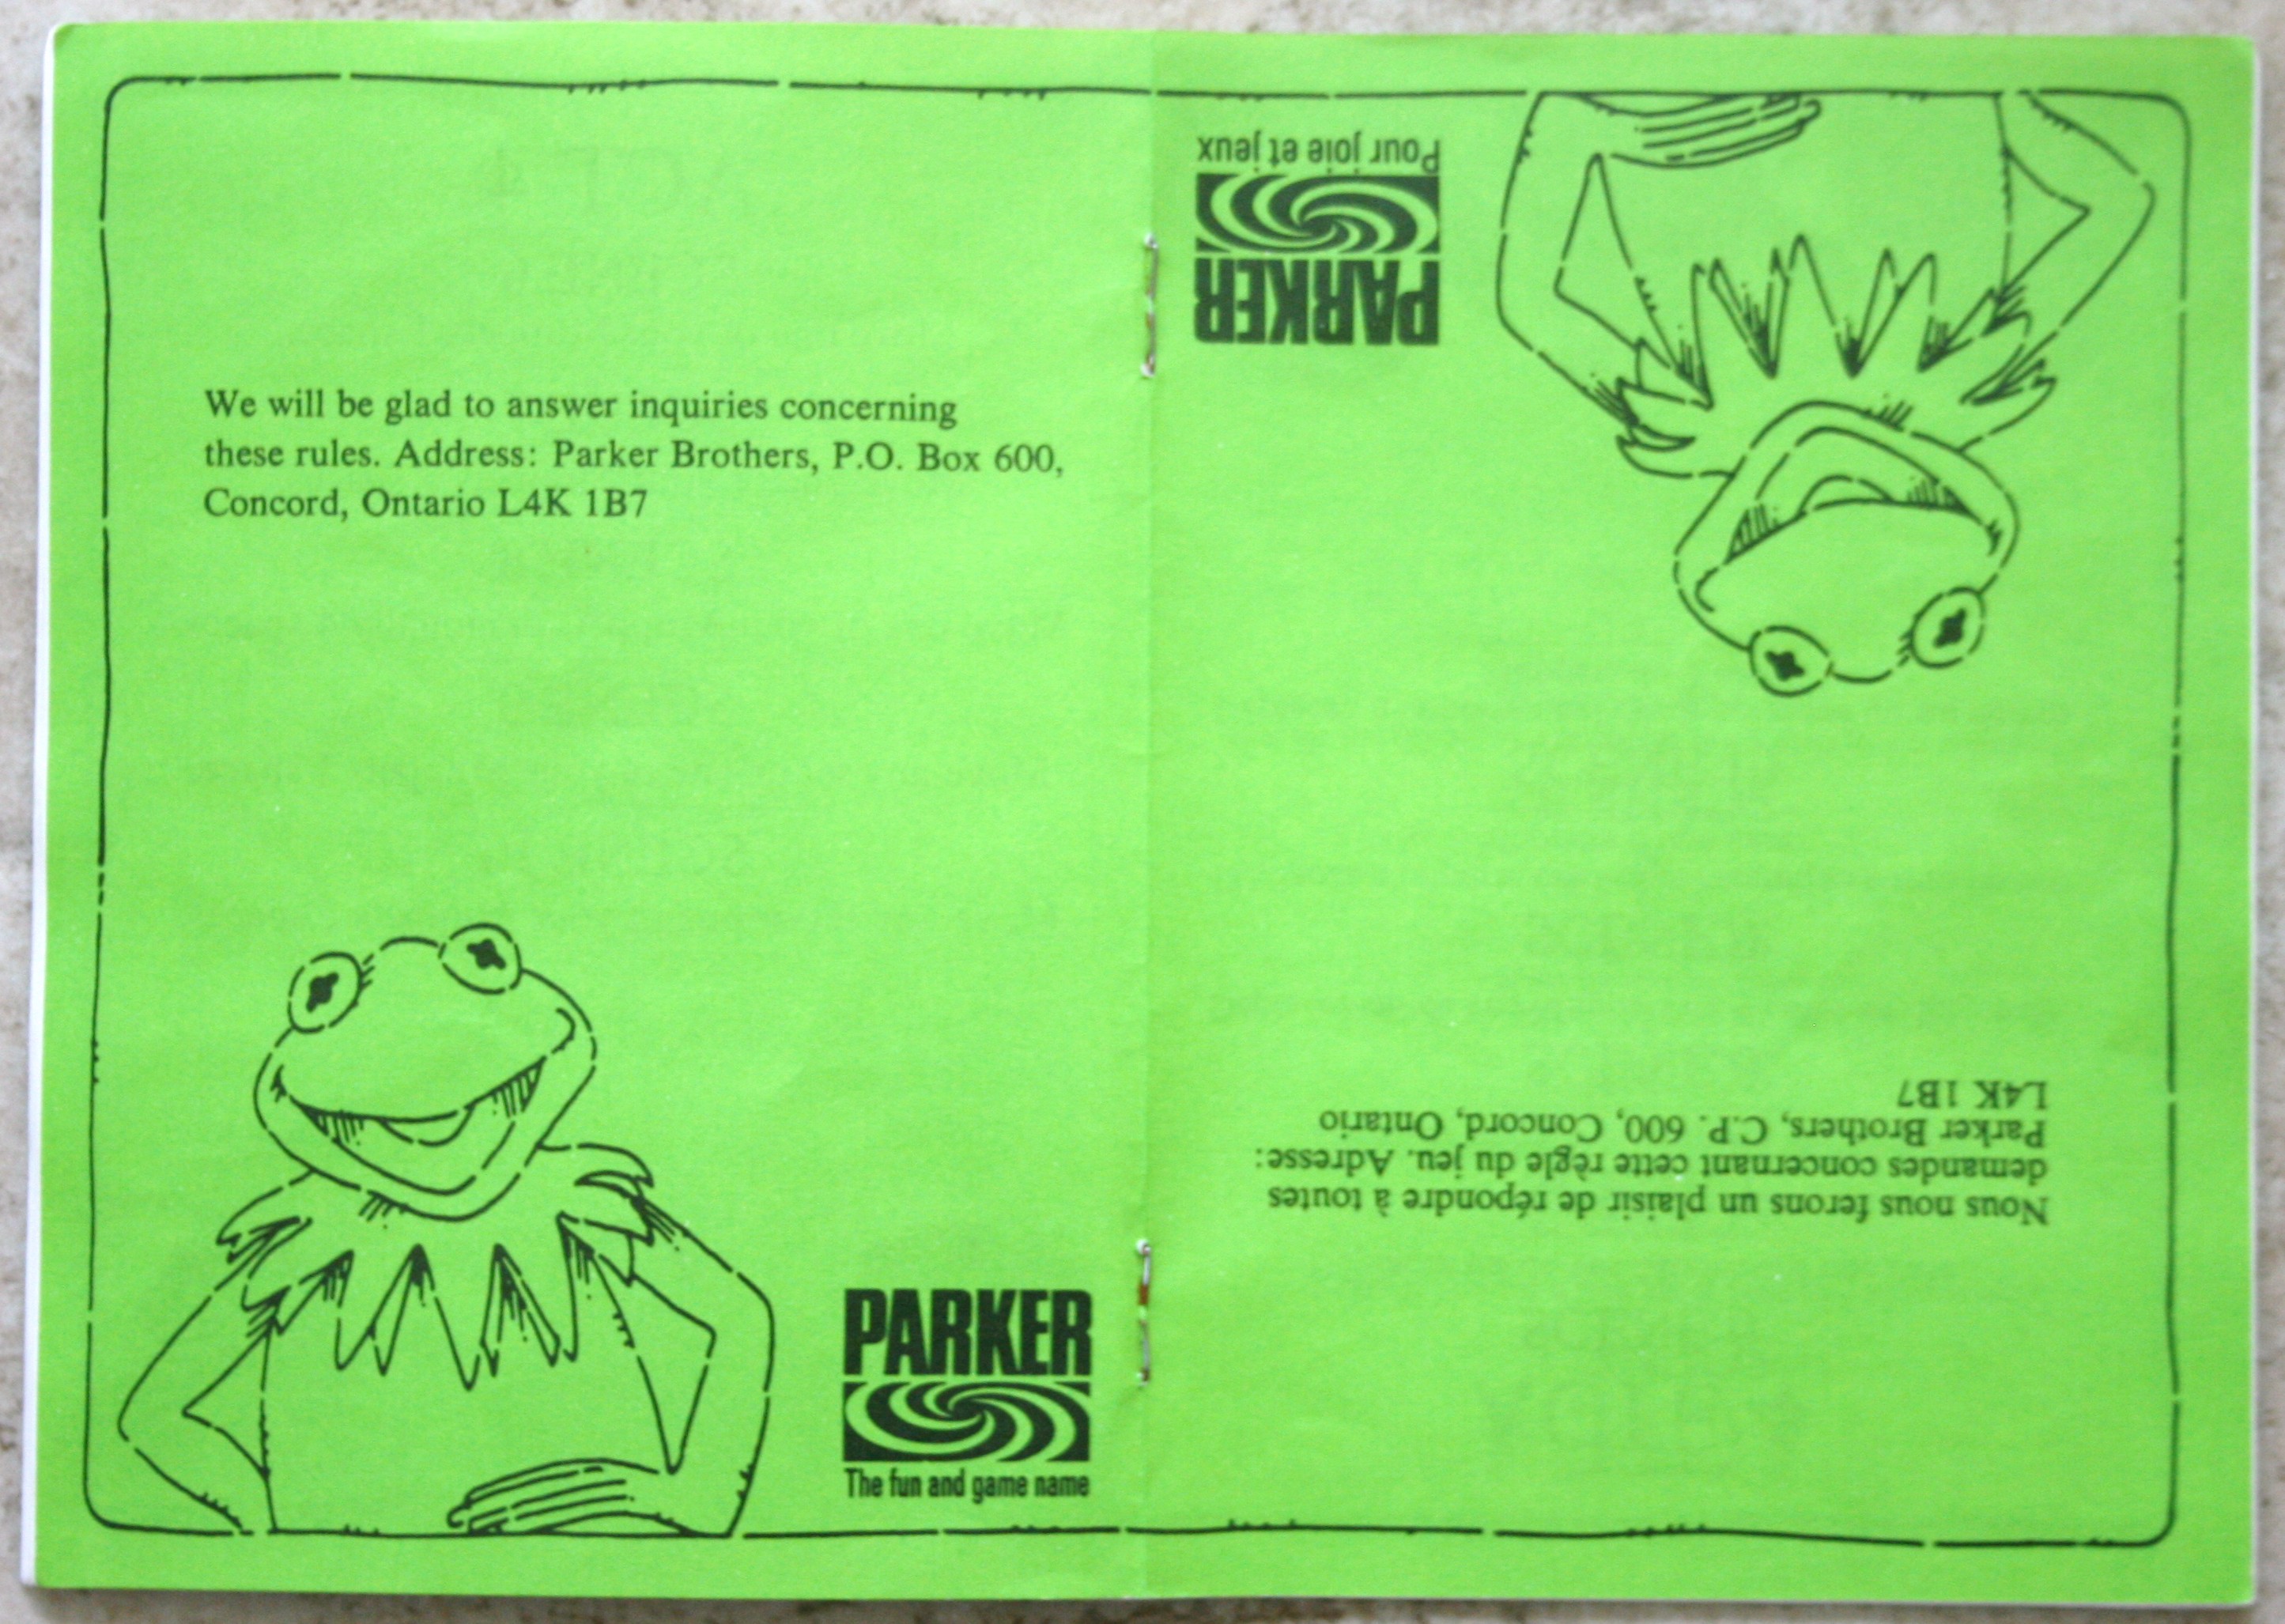 We will be glad to answer inquiries concerning
these rules. Address: Parker Brothers, P.O. Box 600,
Concord, Ontario L4K 1B7
PARKER
The fun and game name
Nous nous ferons un plaisir de répondre à toutes
demandes concernant cette règle du jeu. Adresse:
Parker Brothers, C.P. 600, Concord, Ontario
L4K 1B7
PARKER
Pour joie et jeux